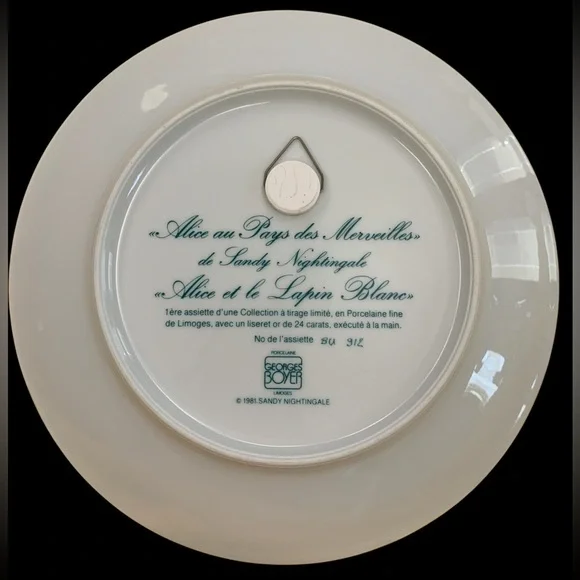 «Alice au Pays des Merveilles»
de Sandy Nightingale
«Alice et le Lapin Blanc»
1ère assiette d'une Collection à tirage limité, en Porcelaine fine
de Limoges, avec un liseret or de 24 carats, exécuté à la main.
No de l'assiette 912
PORCELAINE
GEORGES
BOYER
LIMOGES
© 1981.SANDY NIGHTINGALE